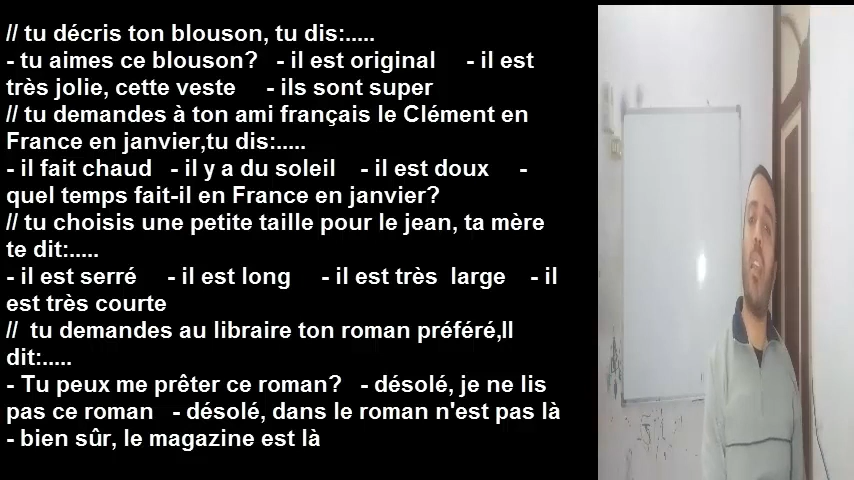 // tu décris ton blouson, tu dis:.....
- tu aimes ce blouson?   - il est original    - il est
très jolie, cette veste    - ils sont super
// tu demandes à ton ami français le Clément en
France en janvier,tu dis:.....
- il fait chaud   - il y a du soleil   - il est doux    -
quel temps fait-il en France en janvier?
// tu choisis une petite taille pour le jean, ta mère
te dit:.....
- il est serré    - il est long    - il est très  large   - il
est très courte
//  tu demandes au libraire ton roman préféré,Il
dit:.....
- Tu peux me prêter ce roman?  - désolé, je ne lis
pas ce roman  - désolé, dans le roman n'est pas là
- bien sûr, le magazine est là